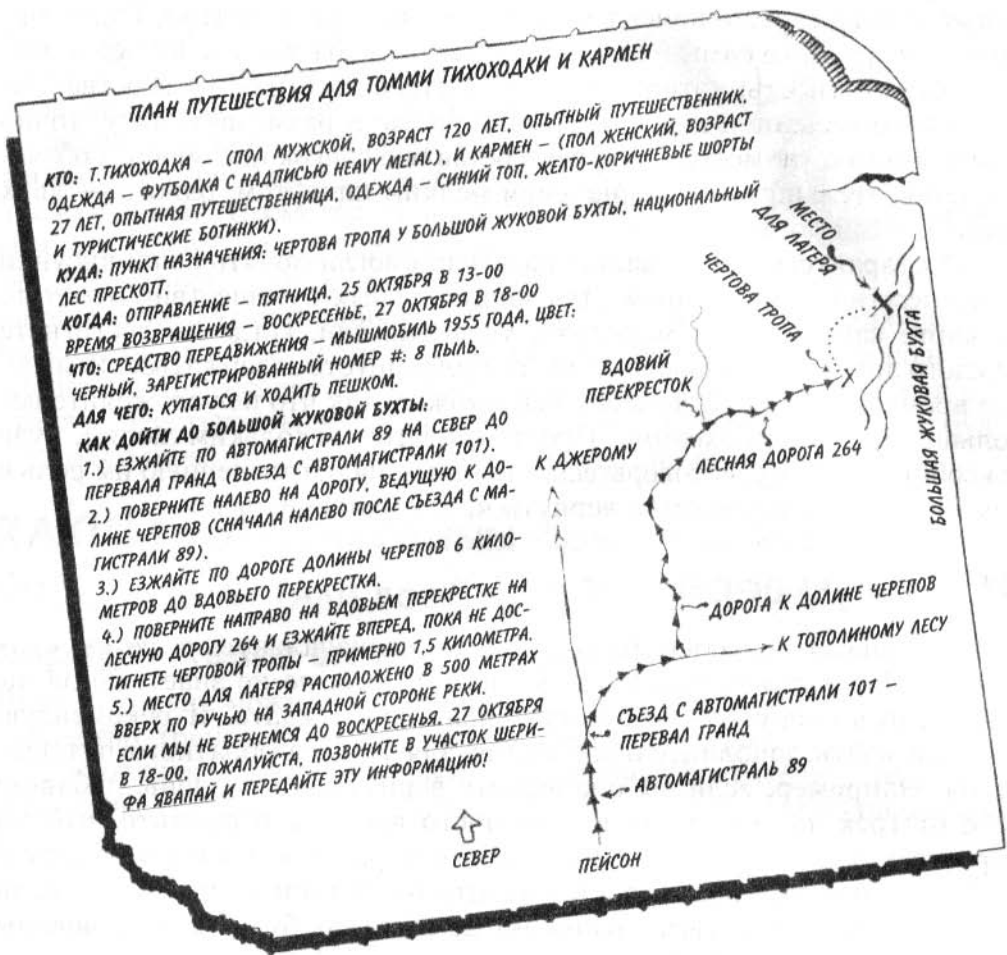 ПЛАН ПУТЕШЕСТВИЯ ДЛЯ ТОММИ ТИХОХОДКИ И КАРМЕН
КТО: Т.ТИХОХОДКА – (ПОЛ МУЖСКОЙ, ВОЗРАСТ 120 ЛЕТ, ОПЫТНЫЙ ПУТЕШЕСТВЕННИК,
ОДЕЖДА – ФУТБОЛКА С НАДПИСЬЮ HEAVY METAL), И КАРМЕН – (ПОЛ ЖЕНСКИЙ, ВОЗРАСТ
27 ЛЕТ, ОПЫТНАЯ ПУТЕШЕСТВЕННИЦА, ОДЕЖДА – СИНИЙ ТОП, ЖЕЛТО-КОРИЧНЕВЫЕ ШОРТЫ
И ТУРИСТИЧЕСКИЕ БОТИНКИ).
КУДА: ПУНКТ НАЗНАЧЕНИЯ: ЧЕРТОВА ТРОПА У БОЛЬШОЙ ЖУКОВОЙ БУХТЫ, НАЦИОНАЛЬНЫЙ
ЛЕС ПРЕСКОТТ.
КОГДА: ОТПРАВЛЕНИЕ – ПЯТНИЦА, 25 ОКТЯБРЯ В 13-00
ВРЕМЯ ВОЗВРАЩЕНИЯ – ВОСКРЕСЕНЬЕ, 27 ОКТЯБРЯ В 18-00
ЧТО: СРЕДСТВО ПЕРЕДВИЖЕНИЯ – МЫШМОБИЛЬ 1955 ГОДА, ЦВЕТ:
ЧЕРНЫЙ, ЗАРЕГИСТРИРОВАННЫЙ НОМЕР #: 8 ПЫЛЬ.
ДЛЯ ЧЕГО: КУПАТЬСЯ И ХОДИТЬ ПЕШКОМ.
КАК ДОЙТИ ДО БОЛЬШОЙ ЖУКОВОЙ БУХТЫ:
1.) ЕЗЖАЙТЕ ПО АВТОМАГИСТРАЛИ 89 НА СЕВЕР ДО
ПЕРЕВАЛА ГРАНД (ВЫЕЗД С АВТОМАГИСТРАЛИ 101).
2.) ПОВЕРНИТЕ НАЛЕВО НА ДОРОГУ, ВЕДУЩУЮ К ДО-
ЛИНЕ ЧЕРЕПОВ (СНАЧАЛА НАЛЕВО ПОСЛЕ СЪЕЗДА С МА-
ГИСТРАЛИ 89).
3.) ЕЗЖАЙТЕ ПО ДОРОГЕ ДОЛИНЫ ЧЕРЕПОВ 6 КИЛО-
МЕТРОВ ДО ВДОВЬЕГО ПЕРЕКРЕСТКА.
4.) ПОВЕРНИТЕ НАПРАВО НА ВДОВЬЕМ ПЕРЕКРЕСТКЕ НА
ЛЕСНУЮ ДОРОГУ 264 И ЕЗЖАЙТЕ ВПЕРЕД, ПОКА НЕ ДОС-
ТИГНЕТЕ ЧЕРТОВОЙ ТРОПЫ – ПРИМЕРНО 1,5 КИЛОМЕТРА.
5.) МЕСТО ДЛЯ ЛАГЕРЯ РАСПОЛОЖЕНО В 500 МЕТРАХ
ВВЕРХ ПО РУЧЬЮ НА ЗАПАДНОЙ СТОРОНЕ РЕКИ.
ЕСЛИ МЫ НЕ ВЕРНЕМСЯ ДО ВОСКРЕСЕНЬЯ, 27 ОКТЯБРЯ
В 18-00, ПОЖАЛУЙСТА, ПОЗВОНИТЕ В УЧАСТОК ШЕРИ-
ФА ЯВАПАЙ И ПЕРЕДАЙТЕ ЭТУ ИНФОРМАЦИЮ!
МЕСТО
ДЛЯ ЛАГЕРЯ
ЧЕРТОВА ТРОПА
ВДОВИЙ
ПЕРЕКРЕСТОК
К ДЖЕРОМУ
ЛЕСНАЯ ДОРОГА 264
БОЛЬШАЯ ЖУКОВАЯ БУХТА
ДОРОГА К ДОЛИНЕ ЧЕРЕПОВ
К ТОПОЛИНОМУ ЛЕСУ
СЪЕЗД С АВТОМАГИСТРАЛИ 101 –
ПЕРЕВАЛ ГРАНД
АВТОМАГИСТРАЛЬ 89
СЕВЕР
ПЕЙСОН